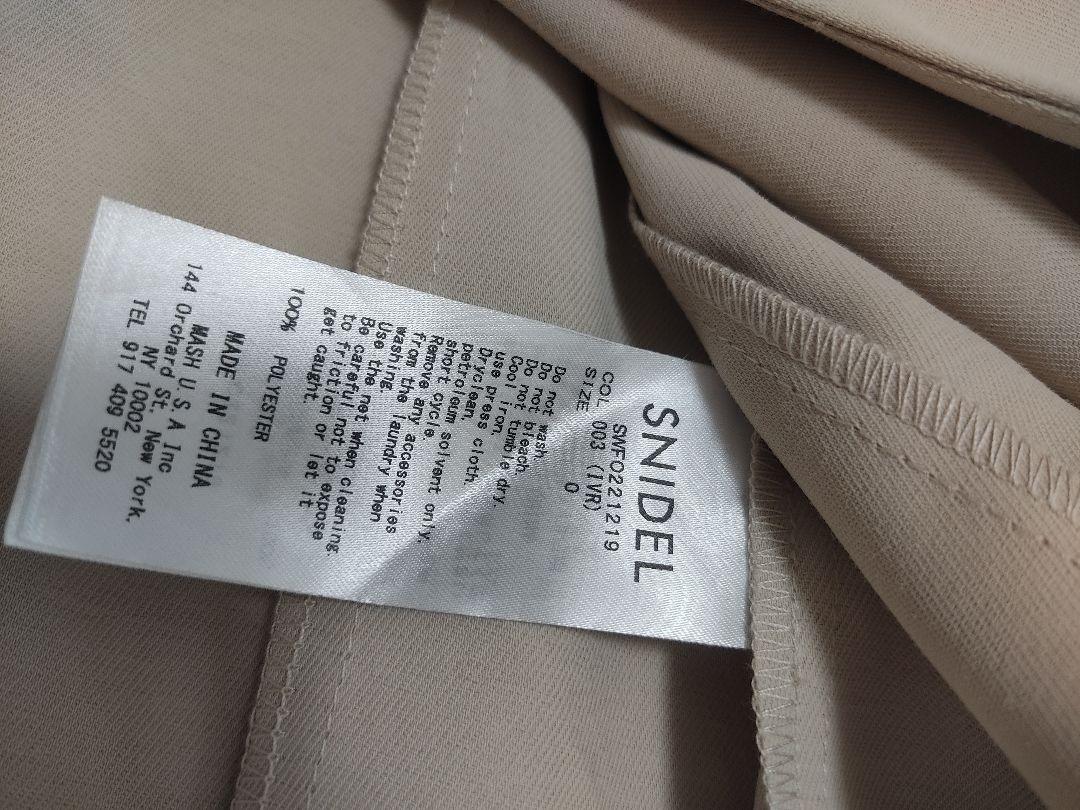 SNIDEL
SWFO221219
COL 003 (IVR)
SIZE 0
Do not wash.
Do not bleach.
Do not tumble dry.
Cool iron.
use press cloth.
Dryclean.
petroleum solvent only.
short cycle
Remove any accessories
from the laundry when
washing.
Use the net when cleaning.
Be careful not to expose
to friction or let it
get caught.
100% POLYESTER
MADE IN CHINA
MASH U.S.A Inc
144 Orchard St. New York.
NY 10002
TEL 917 409 5520